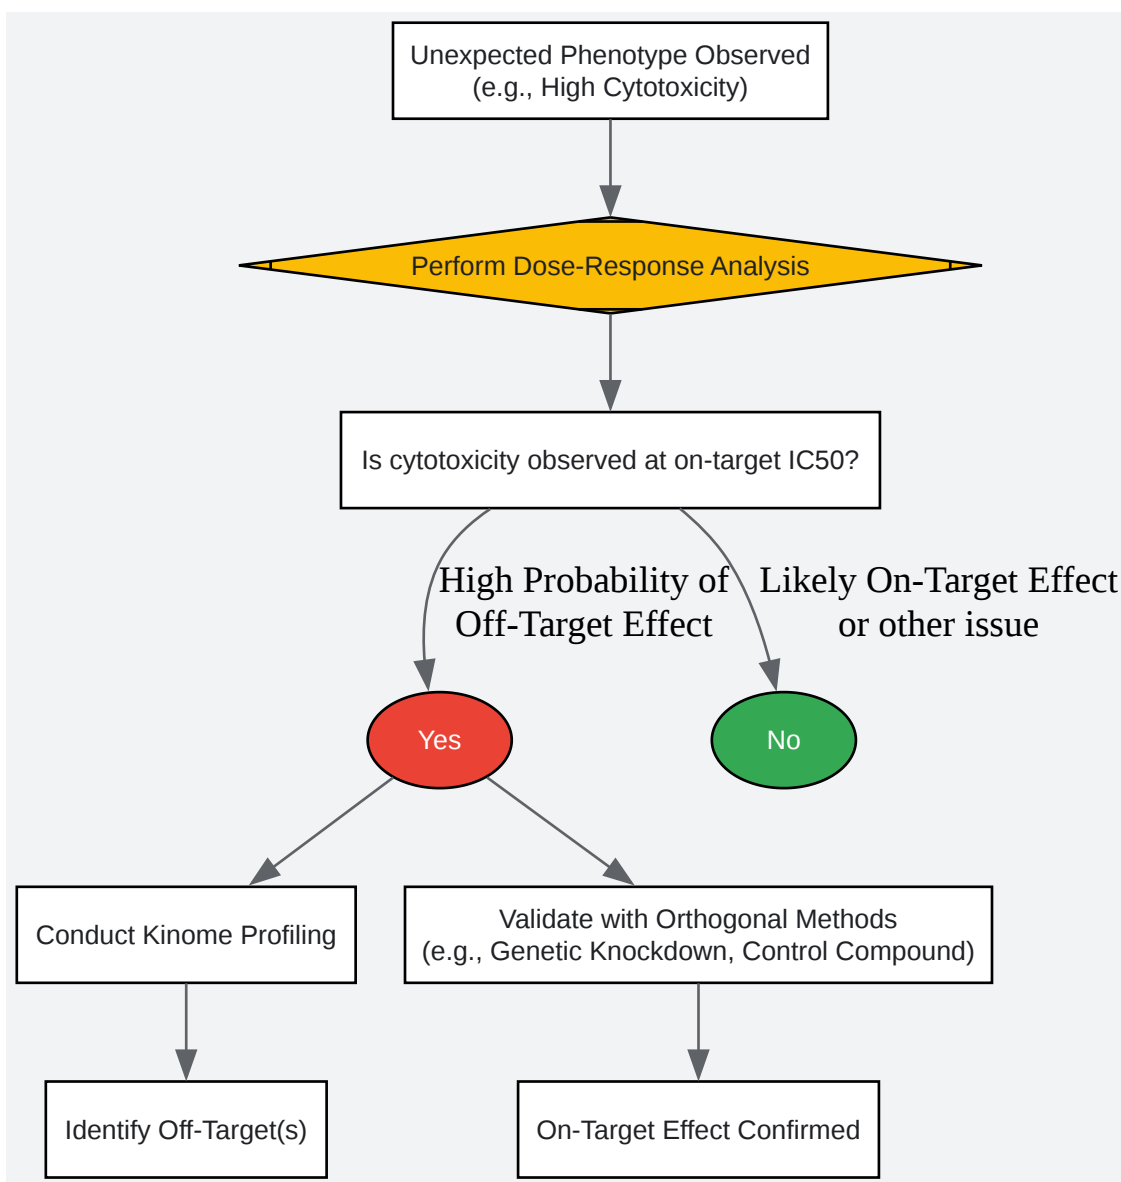 Unexpected Phenotype Observed
(e.g., High Cytotoxicity)
Perform Dose-Response Analysis
Is cytotoxicity observed at on-target IC50?
High Probability of
Off-Target Effect
Likely On-Target Effect
or other issue
Yes
No
Conduct Kinome Profiling
Validate with Orthogonal Methods
(e.g., Genetic Knockdown, Control Compound)
Identify Off-Target(s)
On-Target Effect Confirmed